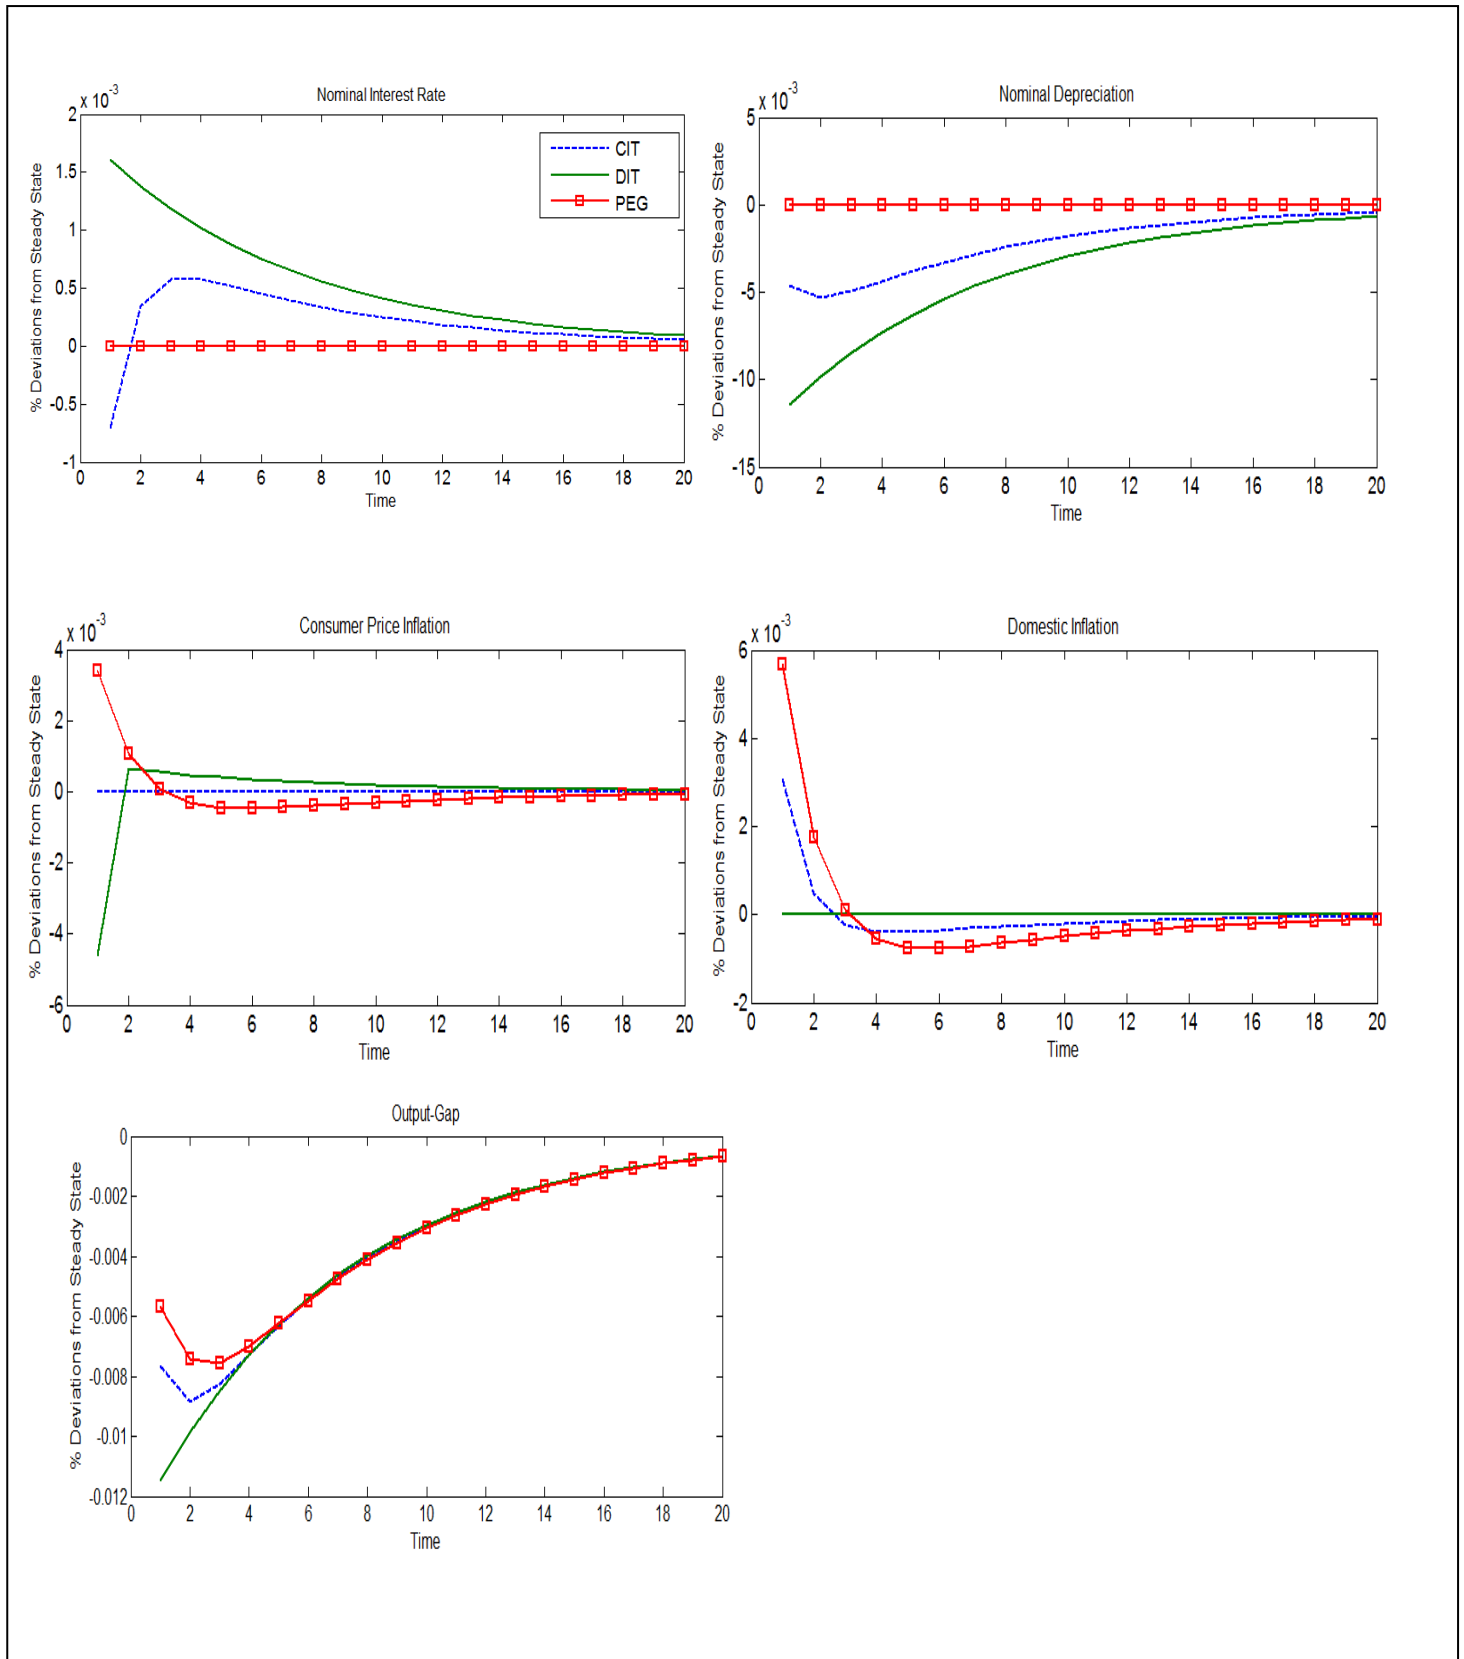 Nominal Interest Rate
x 10^-3
% Deviations from Steady State
2
1.5
1
0.5
0
-0.5
-1
CIT
DIT
PEG
0 2 4 6 8 10 12 14 16 18 20
Time
Nominal Depreciation
x 10^-3
% Deviations from Steady State
5
0
-5
-10
-15
0 2 4 6 8 10 12 14 16 18 20
Time
Consumer Price Inflation
x 10^-3
% Deviations from Steady State
4
2
0
-2
-4
-6
0 2 4 6 8 10 12 14 16 18 20
Time
Domestic Inflation
x 10^-3
% Deviations from Steady State
6
4
2
0
-2
0 2 4 6 8 10 12 14 16 18 20
Time
Output-Gap
% Deviations from Steady State
0
-0.002
-0.004
-0.006
-0.008
-0.01
-0.012
0 2 4 6 8 10 12 14 16 18 20
Time